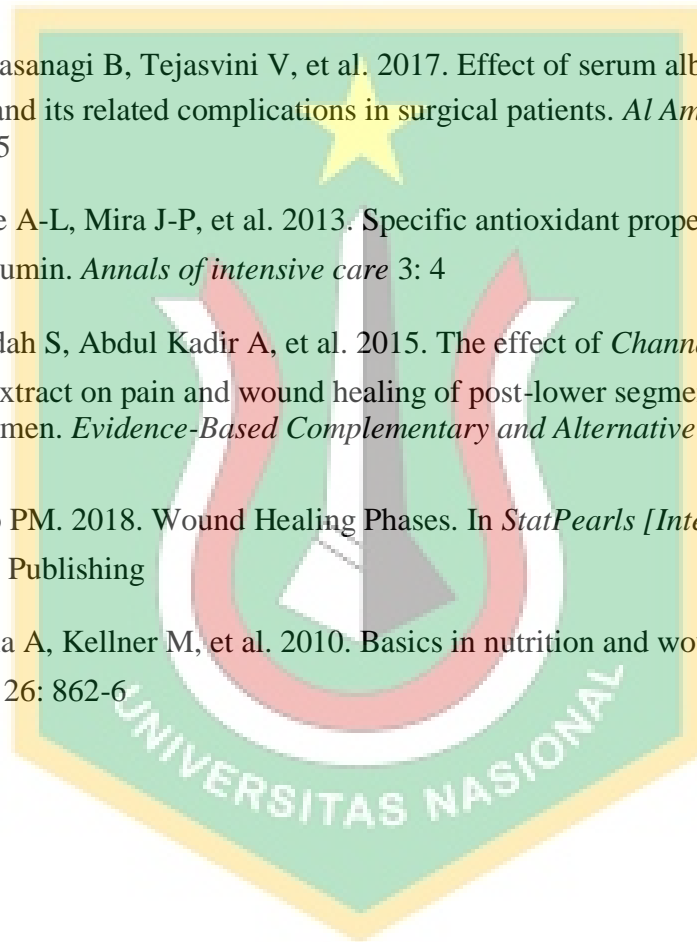 asanagi B, Tejasvini V, et al. 2017. Effect of serum alb
and its related complications in surgical patients. Al Am
5
e A-L, Mira J-P, et al. 2013. Specific antioxidant prope
umin. Annals of intensive care 3: 4
dah S, Abdul Kadir A, et al. 2015. The effect of Channa
extract on pain and wound healing of post-lower segme
men. Evidence-Based Complementary and Alternative
PM. 2018. Wound Healing Phases. In StatPearls [Inte
Publishing
a A, Kellner M, et al. 2010. Basics in nutrition and wo
26: 862-6
UNIVERSITAS NASIONAL